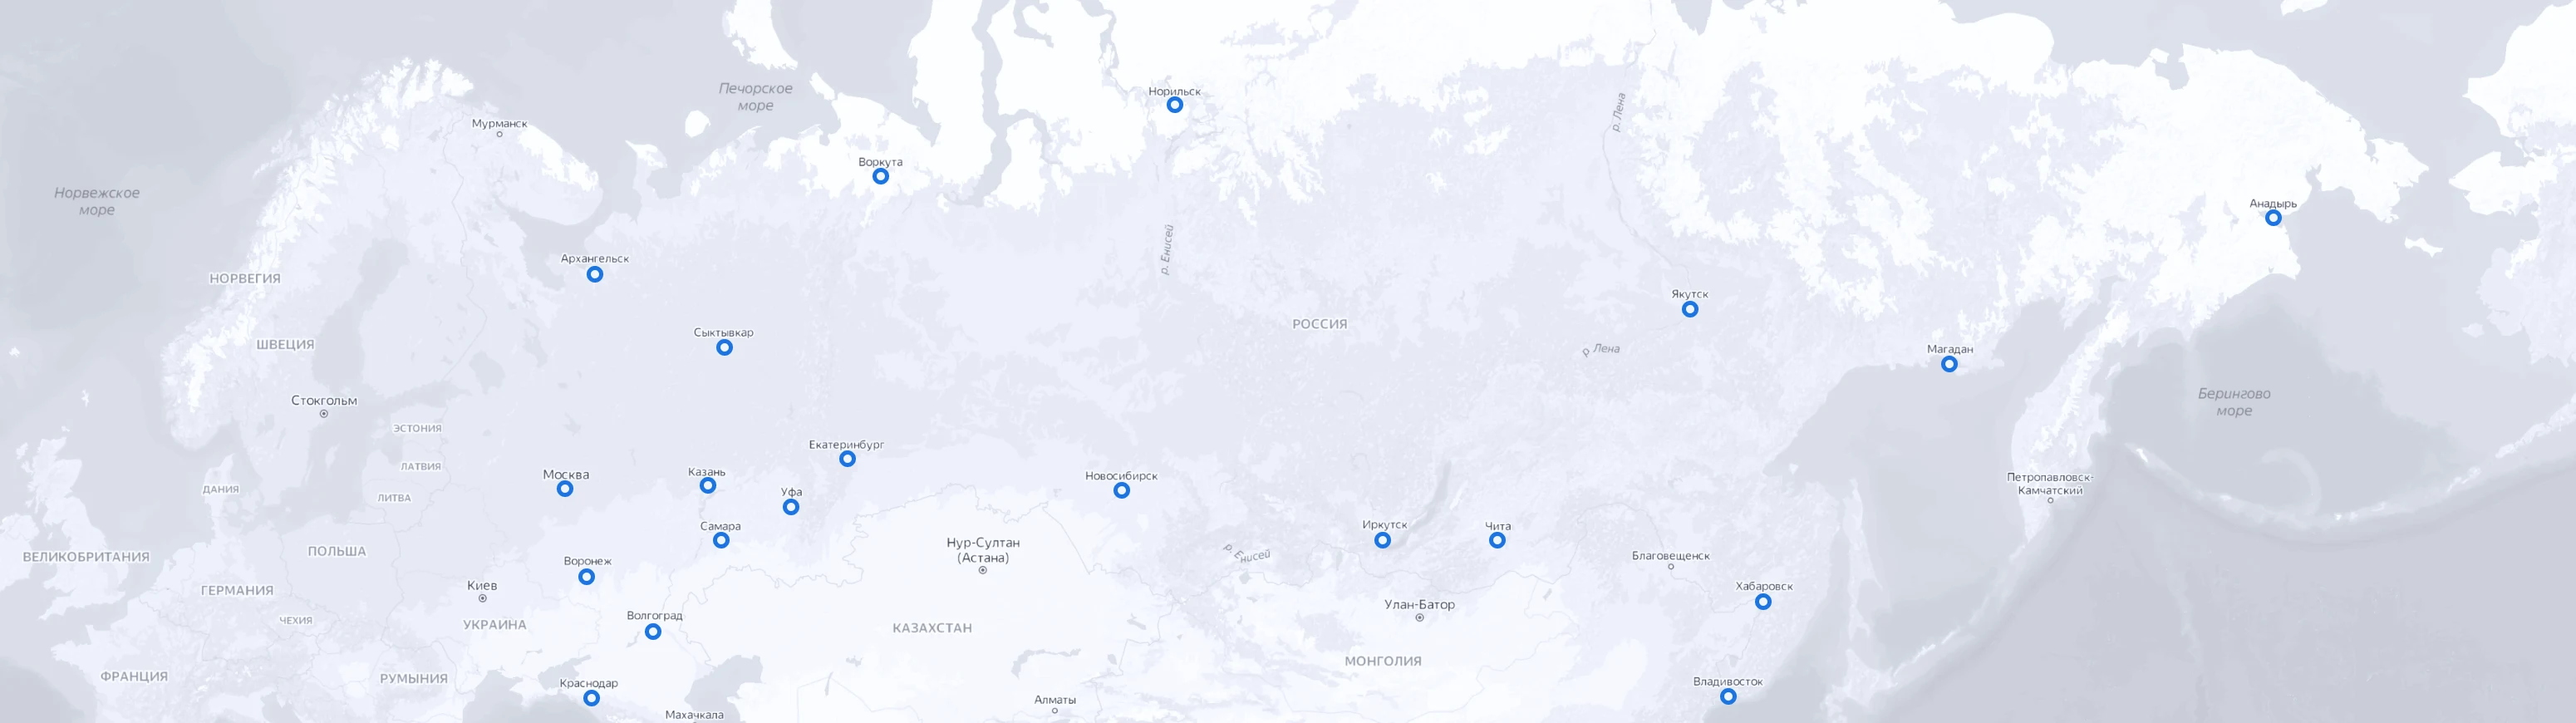 Печорское
море
Норильск
р. Лена
Мурманск
Воркута
Норвежское
море
Анадырь
р. Енисей
Архангельск
НОРВЕГИЯ
Якутск
РОССИЯ
Сыктывкар
ШВЕЦИЯ
р. Лена
Магадан
Берингово
море
Стокгольм
ЭСТОНИЯ
Екатеринбург
ЛАТВИЯ
Москва
Казань
Новосибирск
Петропавловск-
Камчатский
ДАНИЯ
ЛИТВА
Уфа
Самара
Иркутск
Чита
Нур-Султан
(Астана)
р. Енисей
Благовещенск
ВЕЛИКОБРИТАНИЯ
ПОЛЬША
Воронеж
Киев
ГЕРМАНИЯ
Хабаровск
Улан-Батор
Волгоград
ЧЕХИЯ
УКРАИНА
КАЗАХСТАН
МОНГОЛИЯ
ФРАНЦИЯ
РУМЫНИЯ
Краснодар
Владивосток
Алматы
Махачкала